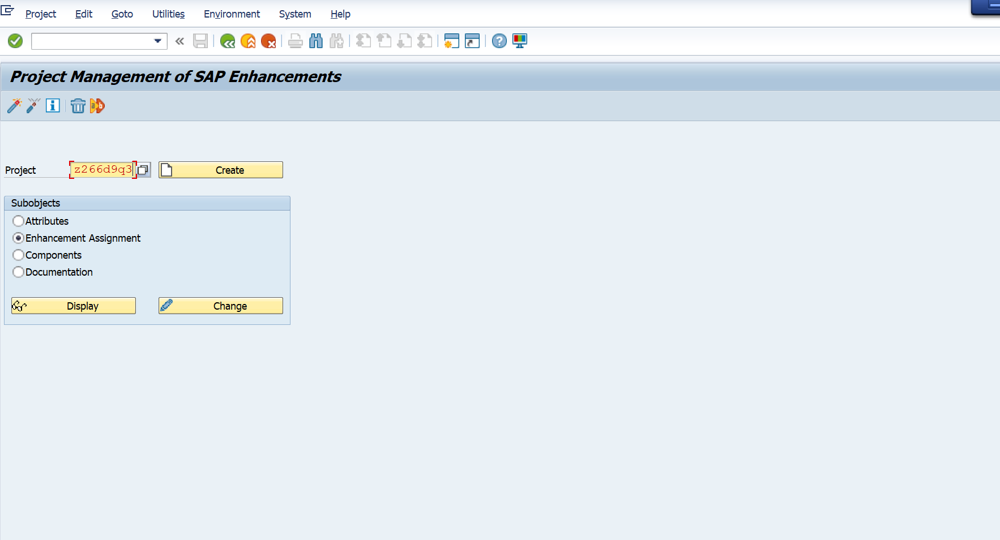 Project Edit Goto Utilities Environment System Help
Project Management of SAP Enhancements
Project z266d9q3 Create
Subobjects
Attributes
Enhancement Assignment
Components
Documentation
Display Change